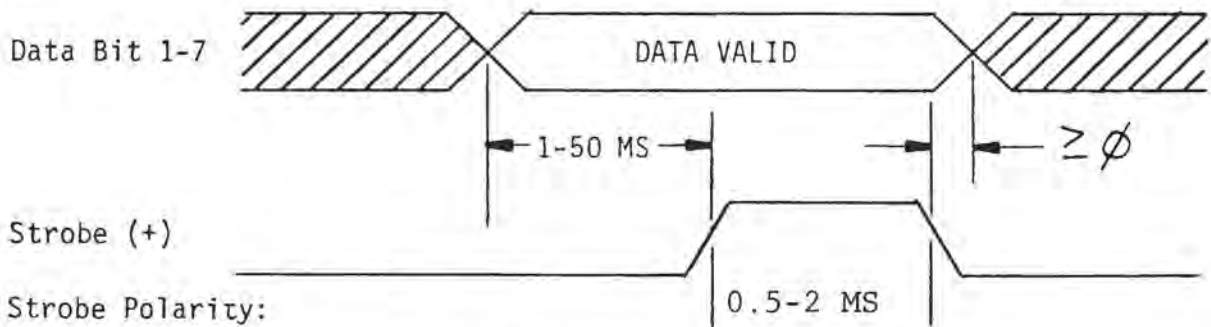 Data Bit 1-7
DATA VALID
1-50 MS
≥ ϕ
Strobe (+)
0.5-2 MS
Strobe Polarity: